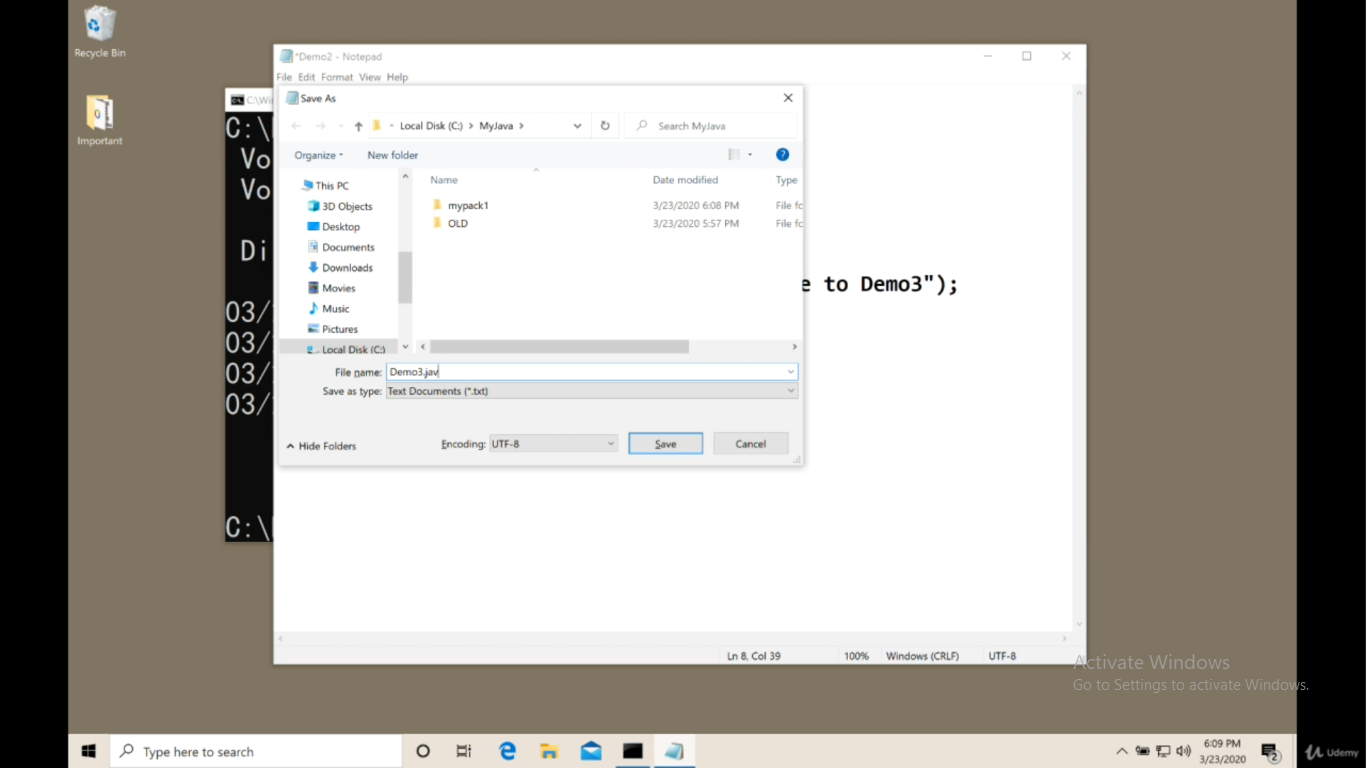 Recycle Bin
Important
*Demo2 - Notepad
File Edit Format View Help
C:\Wi
C:\
Vo
Vo
Di
03/
03/
03/
03/
C:\
Save As
Local Disk (C:) > MyJava >
Search MyJava
Organize
New folder
?
Name Date modified Type
This PC
3D Objects
Desktop
Documents
Downloads
Movies
Music
Pictures
Local Disk (C:)
mypack1 3/23/2020 6:08 PM File fc
OLD 3/23/2020 5:57 PM File fc
File name: Demo3.jav
Save as type: Text Documents (*.txt)
Hide Folders
Encoding: UTF-8
Save
Cancel
e to Demo3");
Ln 8, Col 39
100%
Windows (CRLF)
UTF-8
Activate Windows
Go to Settings to activate Windows.
Type here to search
6:09 PM
3/23/2020
2
Udemy